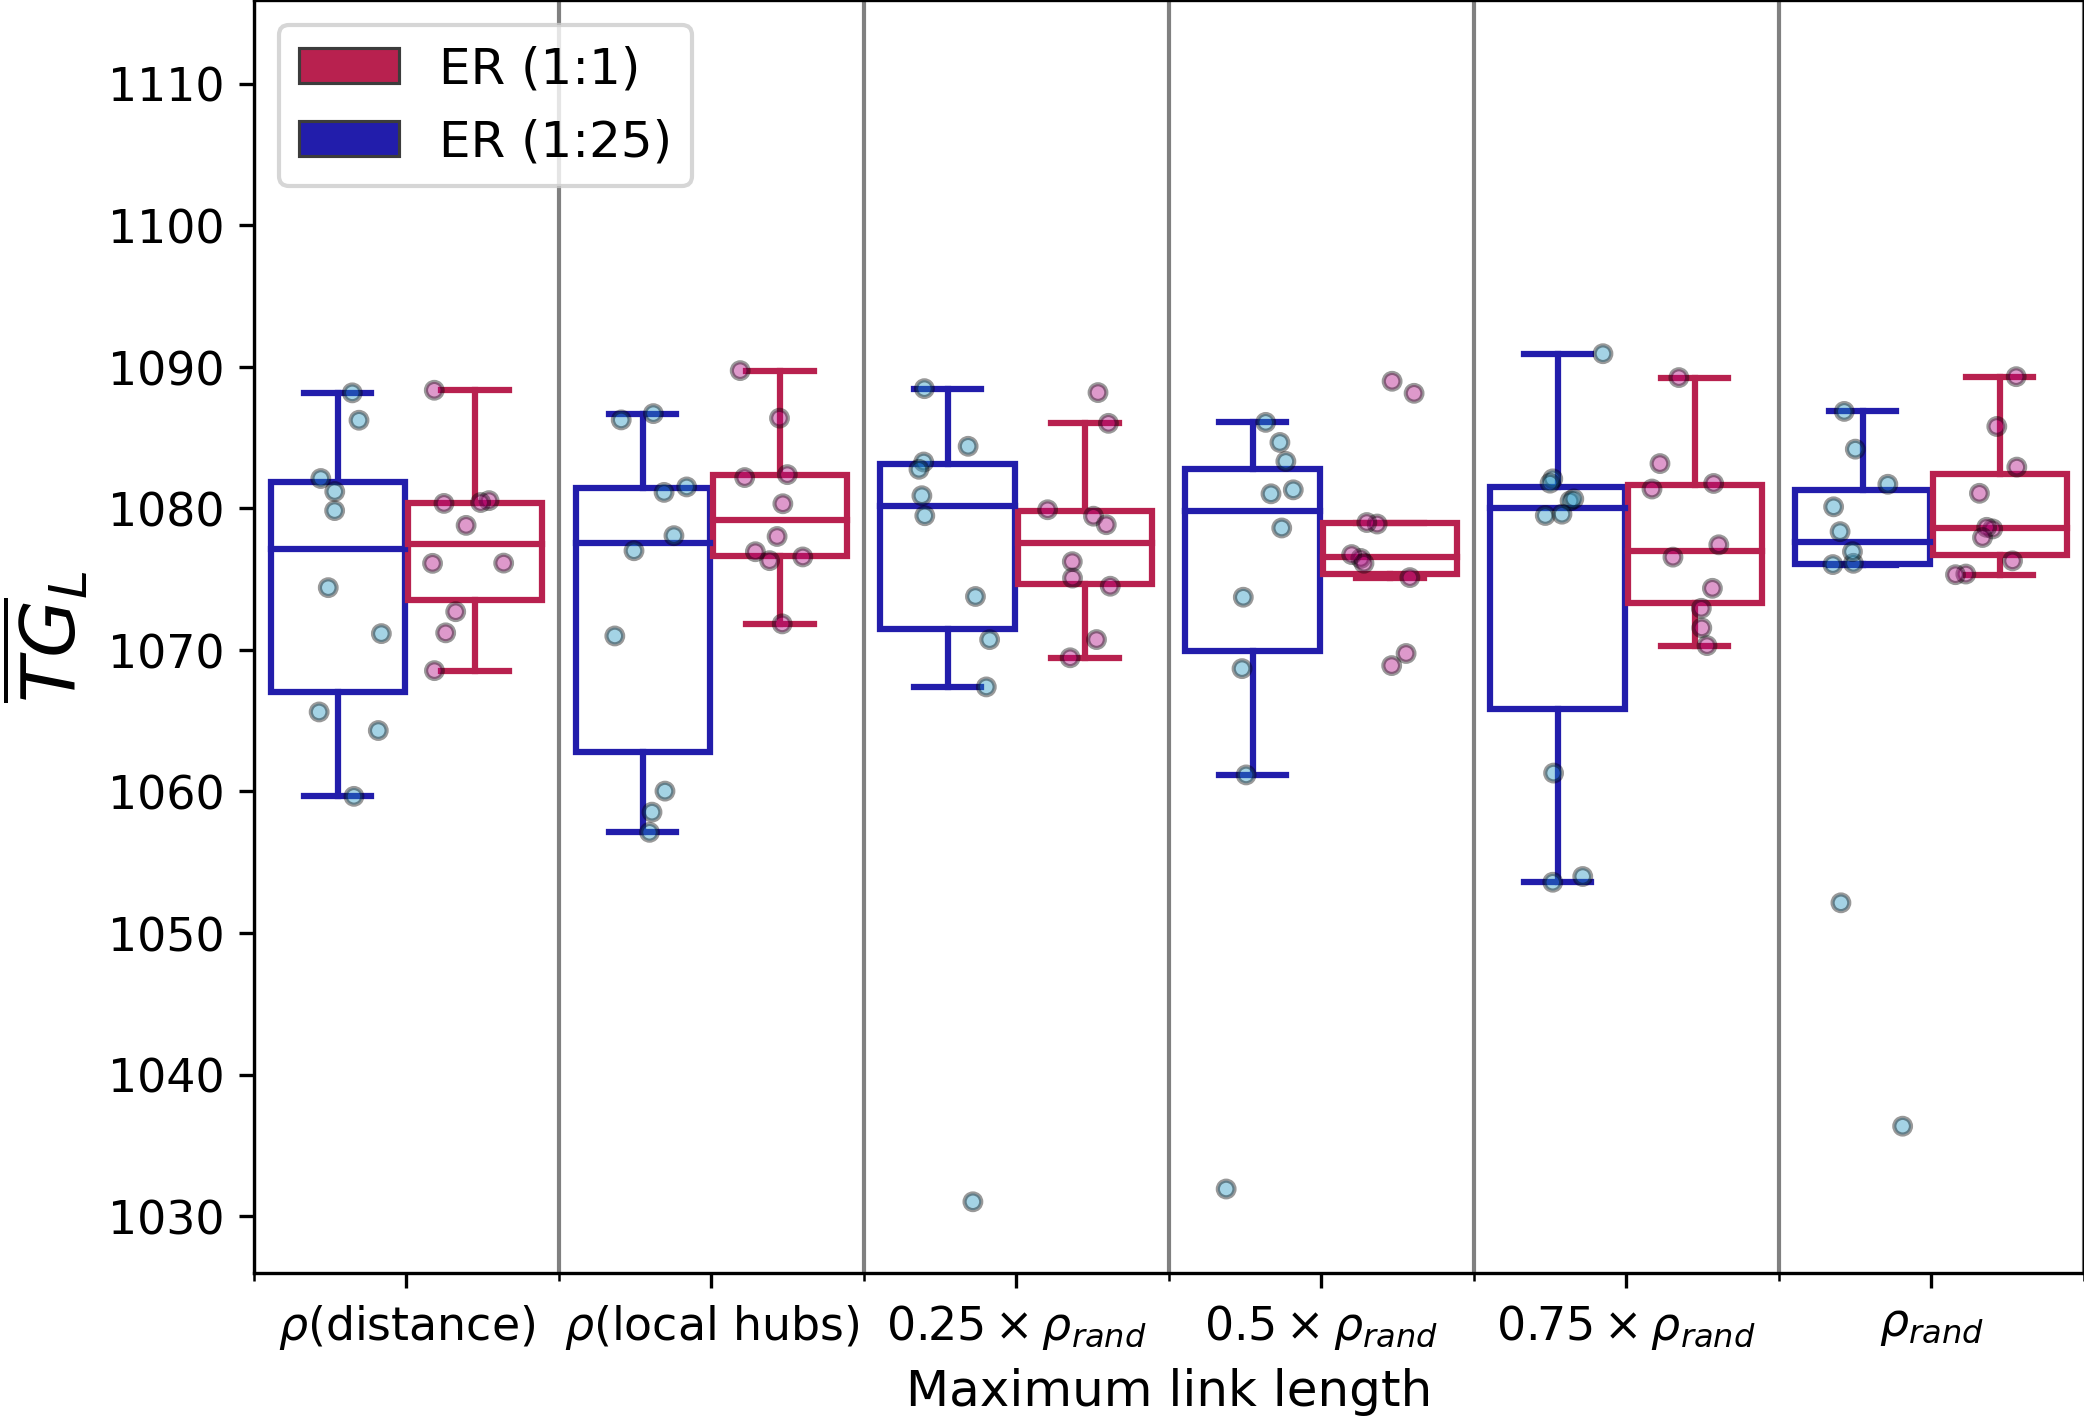 ER (1:1)
ER (1:25)
1110
1100
1090
1080
1070
1060
1050
1040
1030
TG_L
ρ(distance) ρ(local hubs) 0.25 × ρ_rand 0.5 × ρ_rand 0.75 × ρ_rand ρ_rand
Maximum link length